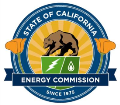 STATE OF CALIFORNIA
ENERGY COMMISSION
SINCE 1975